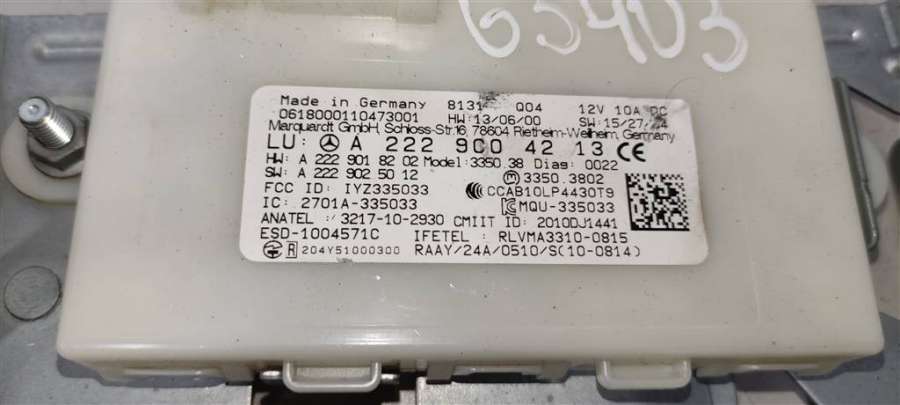 63403
Made in Germany 8131 Q04 12V 10A DC
0618000110473001 HW:13/06/00 SW:15/27/24
Marquardt GmbH, Schloss-Str.16, 78604 Rietheim-Weilheim, Germany
LU: A 222 900 42 13 CE
HW: A 222 901 82 02 Model: 3350.38 Diag: 0022
SW: A 222 902 50 12 M 3350.3802
FCC ID: IYZ335033 CCAB10LP4430T9
IC: 2701A-335033 MQU-335033
ANATEL: 3217-10-2930 CMIIT ID: 2010DJ1441
ESD-1004571C IFETEL: RLVMA3310-0815
R 204Y51000300 RAAY/24A/0510/S(10-0814)